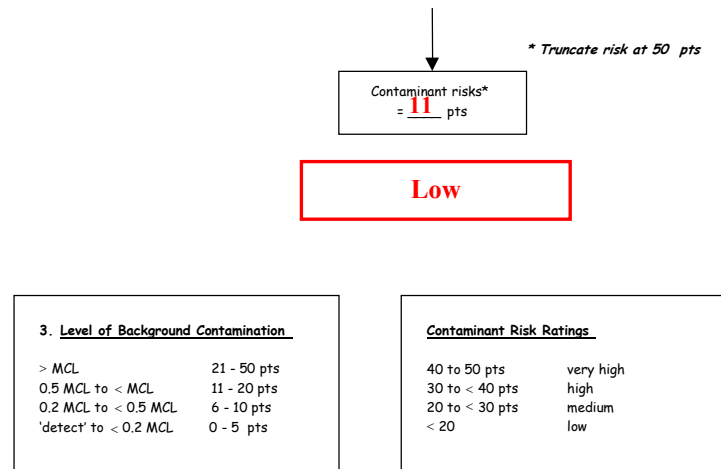 * Truncate risk at 50 pts
Contaminant risks*
= 11 pts
Low
3. Level of Background Contamination
> MCL 21 - 50 pts
0.5 MCL to < MCL 11 - 20 pts
0.2 MCL to < 0.5 MCL 6 - 10 pts
‘detect’ to < 0.2 MCL 0 - 5 pts
Contaminant Risk Ratings
40 to 50 pts very high
30 to < 40 pts high
20 to < 30 pts medium
< 20 low